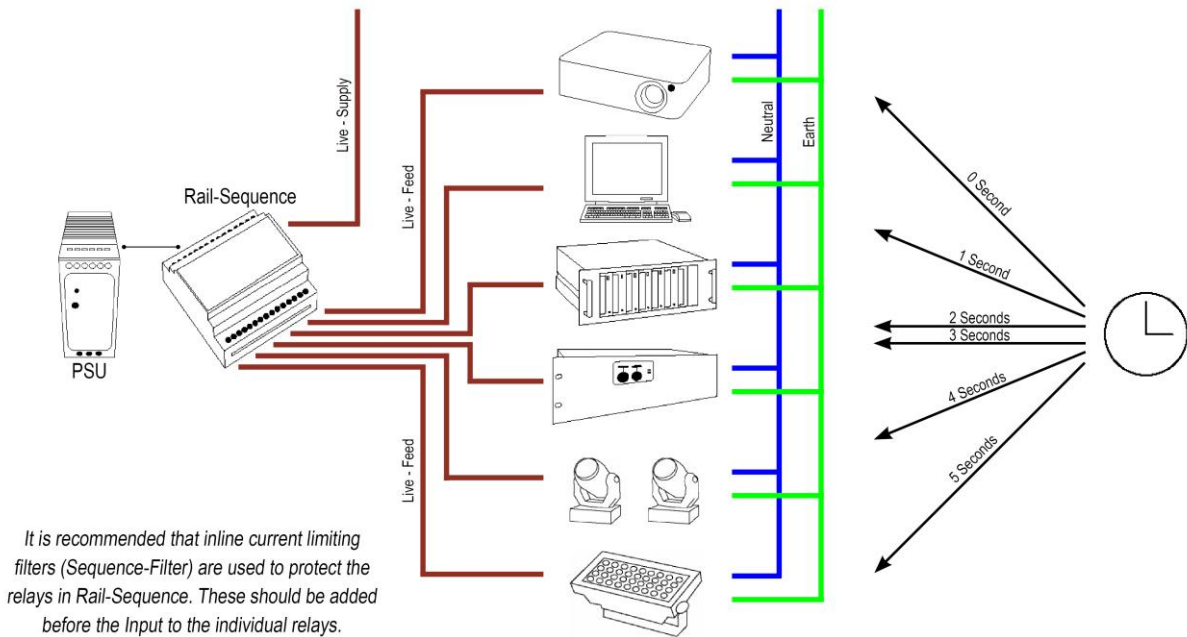 Live - Supply
Neutral
Earth
Live - Feed
0 Second
Rail-Sequence
1 Second
2 Seconds
3 Seconds
PSU
4 Seconds
Live - Feed
5 Seconds
It is recommended that inline current limiting
filters (Sequence-Filter) are used to protect the
relays in Rail-Sequence. These should be added
before the Input to the individual relays.